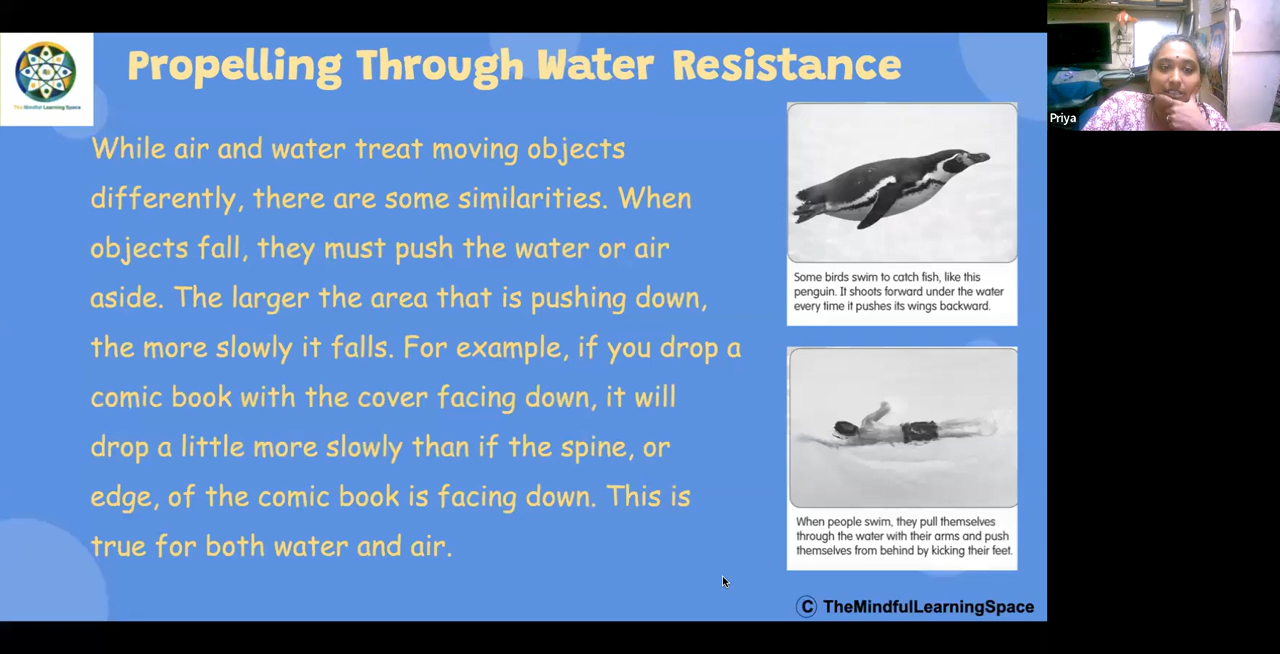 Propelling Through Water Resistance
The Mindful Learning Space
While air and water treat moving objects
differently, there are some similarities. When
objects fall, they must push the water or air
aside. The larger the area that is pushing down,
the more slowly it falls. For example, if you drop a
comic book with the cover facing down, it will
drop a little more slowly than if the spine, or
edge, of the comic book is facing down. This is
true for both water and air.
Some birds swim to catch fish, like this
penguin. It shoots forward under the water
every time it pushes its wings backward.
When people swim, they pull themselves
through the water with their arms and push
themselves from behind by kicking their feet.
© TheMindfulLearningSpace
Priya